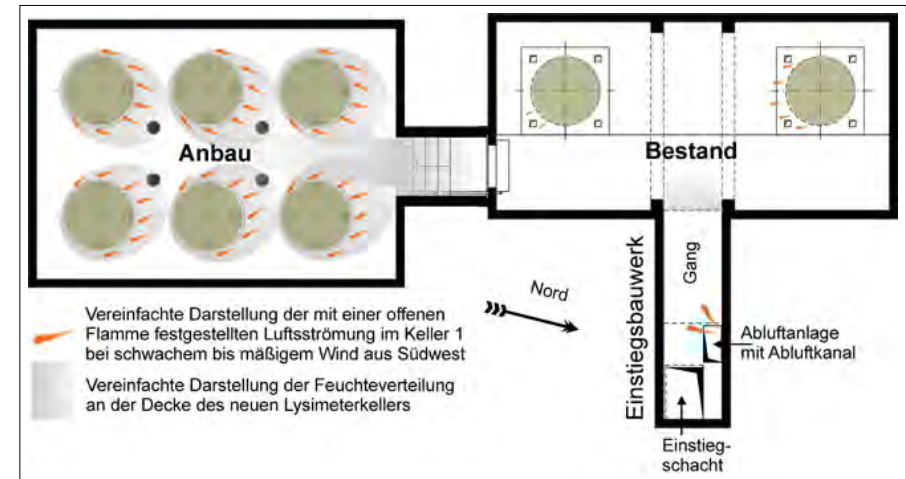 Anbau
Bestand
Einstiegsbauwerk
Gang
Nord
Vereinfachte Darstellung der mit einer offenen
Flamme festgestellten Luftsströmung im Keller 1
bei schwachem bis mäßigem Wind aus Südwest
Vereinfachte Darstellung der Feuchteverteilung
an der Decke des neuen Lysimeterkellers
Abluftanlage
mit Abluftkanal
Einstieg-
schacht